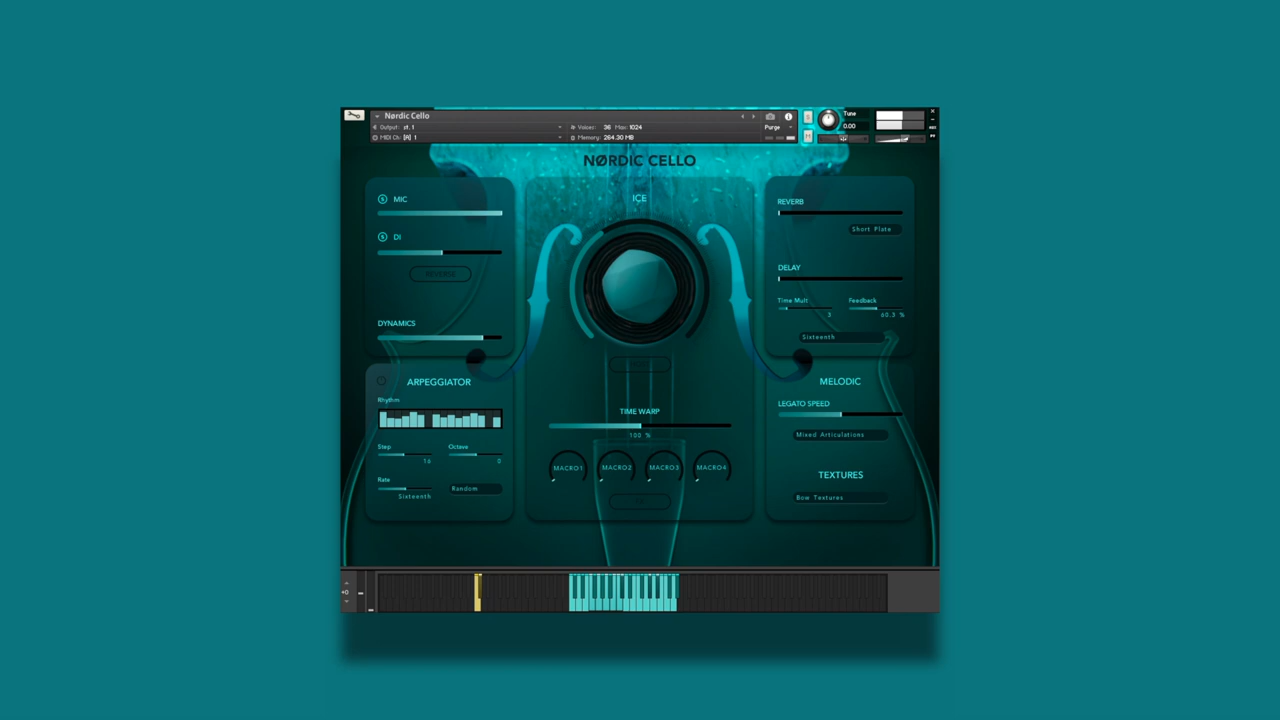 Nørdic Cello
Output: st. 1
Voices: 36 Max: 1024
Purge
MIDI Ch: [A] 1
Memory: 264.30 MB
S
M
Tune
0.00
NØRDIC CELLO
S MIC
S DI
REVERSE
DYNAMICS
ARPEGGIATOR
Rhythm
Step
16
Octave
0
Rate
Sixteenth
Random
ICE
TIME WARP
100 %
MACRO1
MACRO2
MACRO3
MACRO4
REVERB
Short Plate
DELAY
Time Mult
3
Feedback
60.3 %
Sixteenth
MELODIC
LEGATO SPEED
Mixed Articulations
TEXTURES
Bow Textures
+0